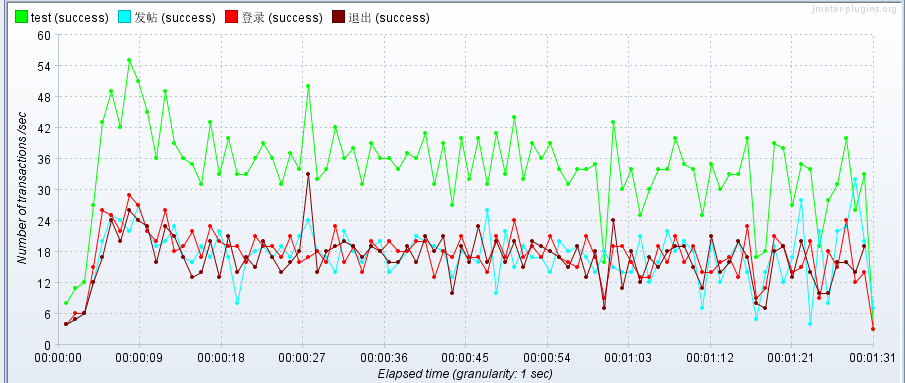 test (success) 发帖 (success) 登录 (success) 退出 (success)
jmeter-plugins.org
Number of transactions /sec
60
54
48
42
36
30
24
18
12
6
0
00:00:00 00:00:09 00:00:18 00:00:27 00:00:36 00:00:45 00:00:54 00:01:03 00:01:12 00:01:21 00:01:31
Elapsed time (granularity: 1 sec)